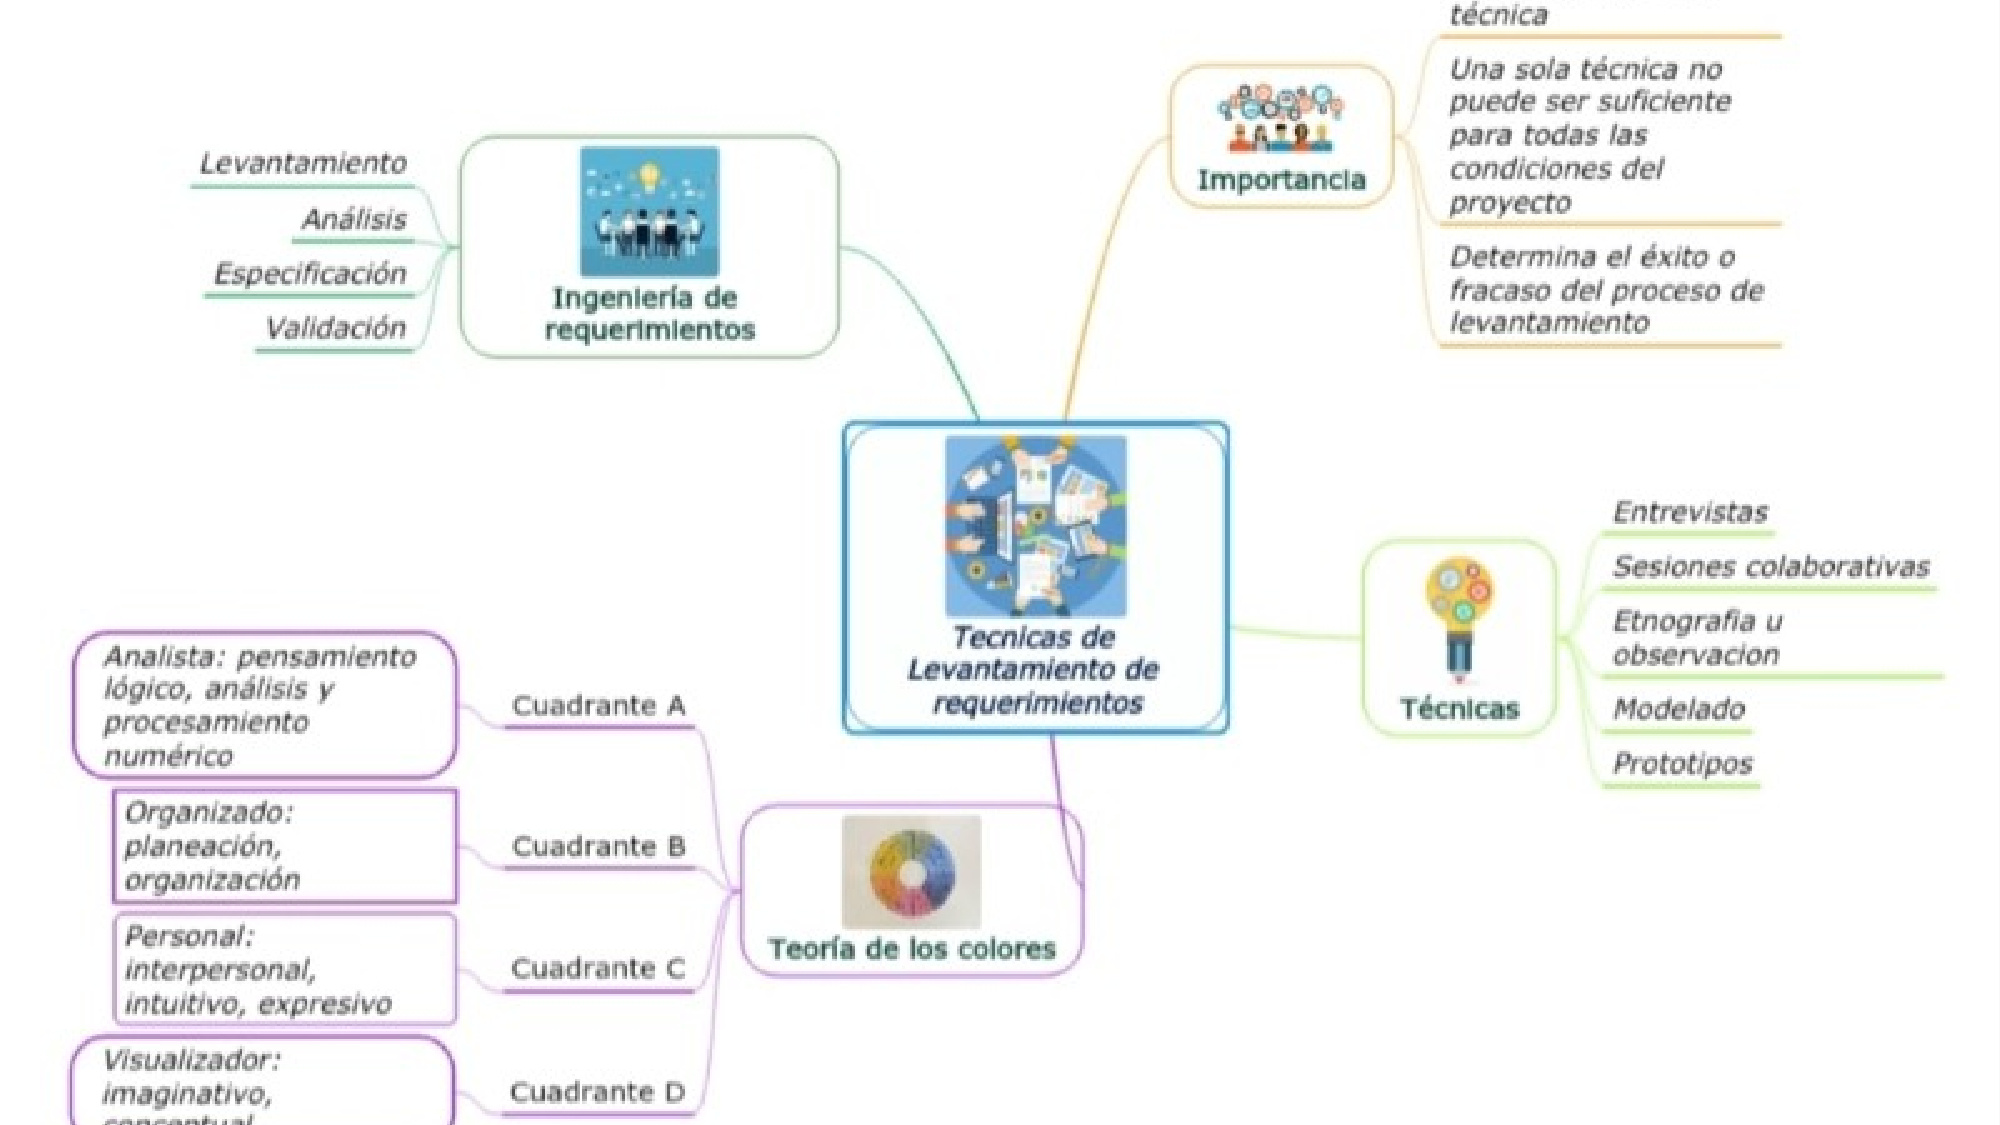 técnica
Una sola técnica no
puede ser suficiente
para todas las
condiciones del
proyecto
Determina el éxito o
fracaso del proceso de
levantamiento
Importancia
Levantamiento
Análisis
Especificación
Validación
Ingeniería de
requerimientos
Tecnicas de
Levantamiento de
requerimientos
Entrevistas
Sesiones colaborativas
Etnografia u
observacion
Modelado
Prototipos
Técnicas
Analista: pensamiento
lógico, análisis y
procesamiento
numérico
Cuadrante A
Organizado:
planeación,
organización
Cuadrante B
Personal:
interpersonal,
intuitivo, expresivo
Cuadrante C
Visualizador:
imaginativo,
conceptual
Cuadrante D
Teoría de los colores